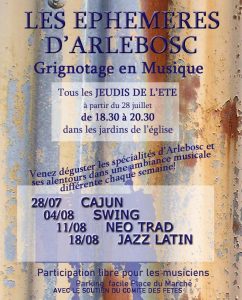 LES EPHEMERES
D'ARLEBOSC
Grignotage en Musique
Tous les JEUDIS DE L'ETE
à partir du 28 juillet
de 18.30 à 20.30
dans les jardins de l'église
Venez déguster les spécialités d'Arlebosc et
ses alentours dans une ambiance musicale
différente chaque semaine!
28/07 CAJUN
04/08 SWING
11/08 NEO TRAD
18/08 JAZZ LATIN
Participation libre pour les musiciens
Parking facile Place du Marché
AVEC LE SOUTIEN DU COMITE DES FETES